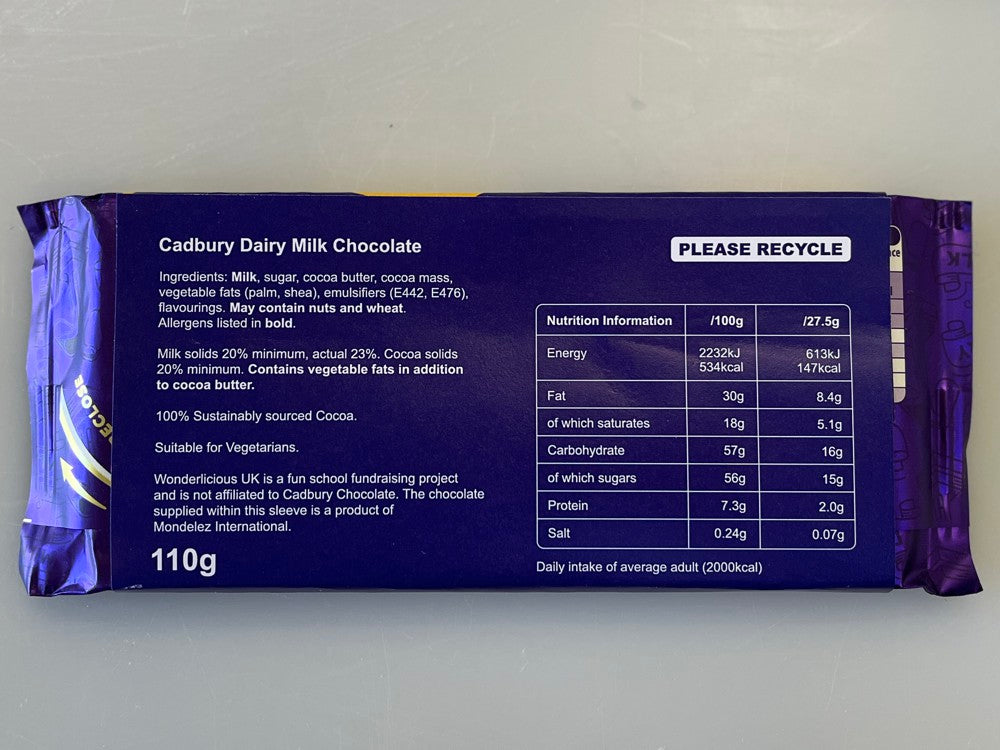 Cadbury Dairy Milk Chocolate
Ingredients: Milk, sugar, cocoa butter, cocoa mass,
vegetable fats (palm, shea), emulsifiers (E442, E476),
flavourings. May contain nuts and wheat.
Allergens listed in bold.
Milk solids 20% minimum, actual 23%. Cocoa solids
20% minimum. Contains vegetable fats in addition
to cocoa butter.
100% Sustainably sourced Cocoa.
Suitable for Vegetarians.
Wonderlicious UK is a fun school fundraising project
and is not affiliated to Cadbury Chocolate. The chocolate
supplied within this sleeve is a product of
Mondelez International.
110g
PLEASE RECYCLE
Nutrition Information /100g /27.5g
Energy 2232kJ 613kJ
534kcal 147kcal
Fat 30g 8.4g
of which saturates 18g 5.1g
Carbohydrate 57g 16g
of which sugars 56g 15g
Protein 7.3g 2.0g
Salt 0.24g 0.07g
Daily intake of average adult (2000kcal)